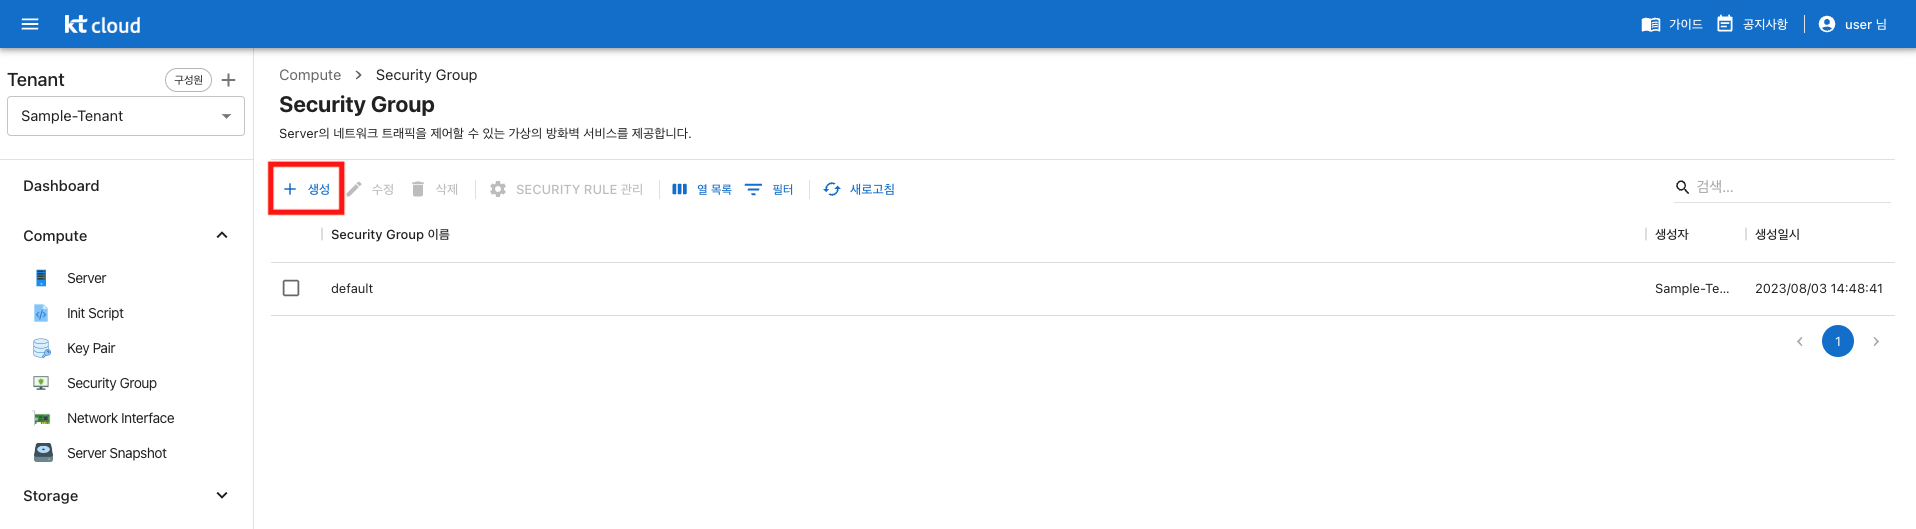 kt cloud
가이드 공지사항 user 님
Tenant 구성원
Sample-Tenant
Dashboard
Compute
Server
Init Script
Key Pair
Security Group
Network Interface
Server Snapshot
Storage
Compute > Security Group
Security Group
Server의 네트워크 트래픽을 제어할 수 있는 가상의 방화벽 서비스를 제공합니다.
생성 수정 삭제 SECURITY RULE 관리 열 목록 필터 새로고침 검색...
Security Group 이름 생성자 생성일시
default Sample-Te... 2023/08/03 14:48:41
1